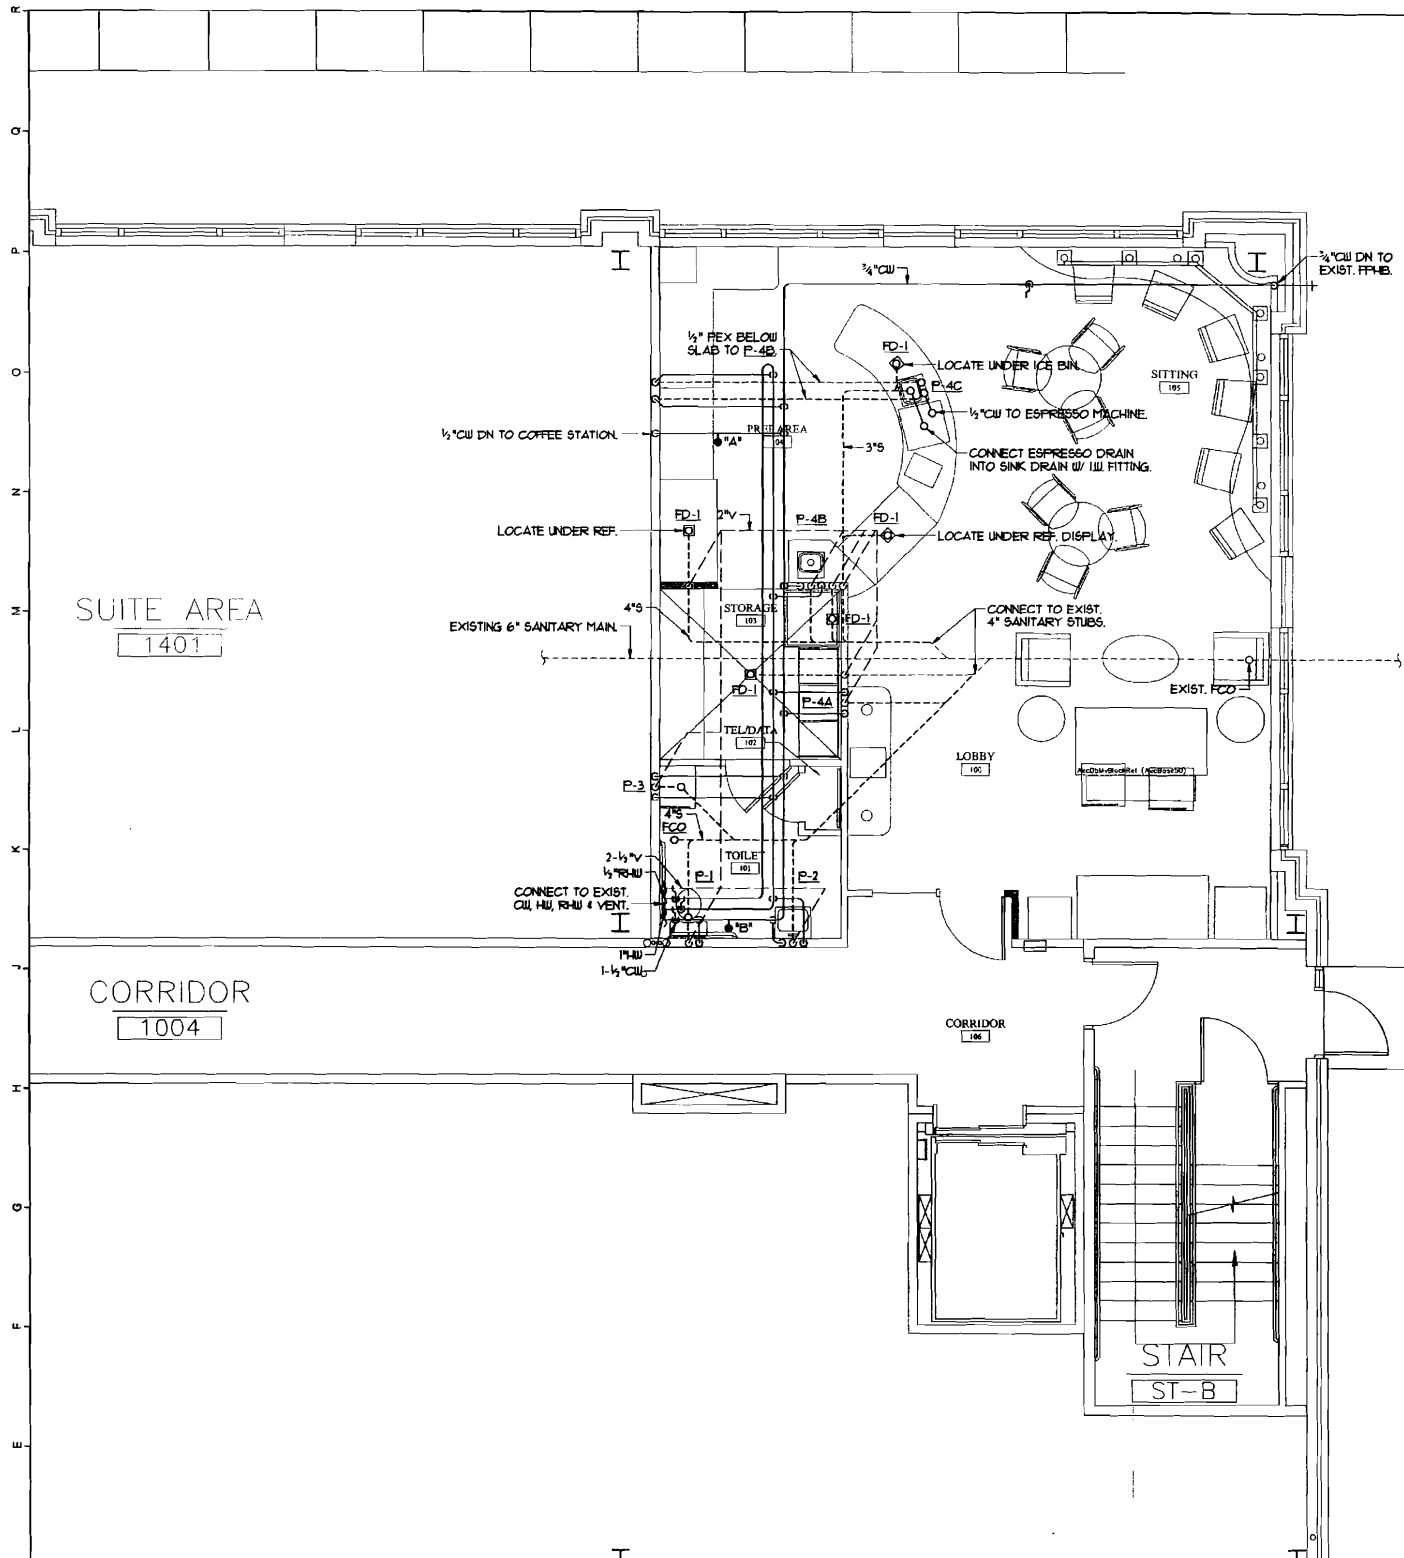 R
Q
P
O
N
M
L
K
J
H
G
F
E
¾"CW
¾"CW DN TO
EXIST. FPHB.
½" PEX BELOW
SLAB TO P-4B
FD-1
LOCATE UNDER ICE BIN.
P-4C
SITTING
105
½"CW TO ESPRESSO MACHINE.
½"CW DN TO COFFEE STATION.
"A"
PREP AREA
104
3"S
CONNECT ESPRESSO DRAIN
INTO SINK DRAIN W/ I.W. FITTING.
FD-1
2"V
P-4B
FD-1
LOCATE UNDER REF.
LOCATE UNDER REF. DISPLAY.
SUITE AREA
1401
4"S
STORAGE
103
FD-1
CONNECT TO EXIST.
4" SANITARY STUBS.
EXISTING 6" SANITARY MAIN.
FD-1
P-4A
EXIST. FCO
TEL/DATA
102
LOBBY
100
AecDbMvBlockRef (AecBase50)
P-3
4"S
FCO
TOILET
101
2-½"V
½"RHW
P-1
P-2
CONNECT TO EXIST.
CW, HW, RHW & VENT.
"B"
1"HW
1-½"CW
CORRIDOR
1004
CORRIDOR
106
STAIR
ST-B